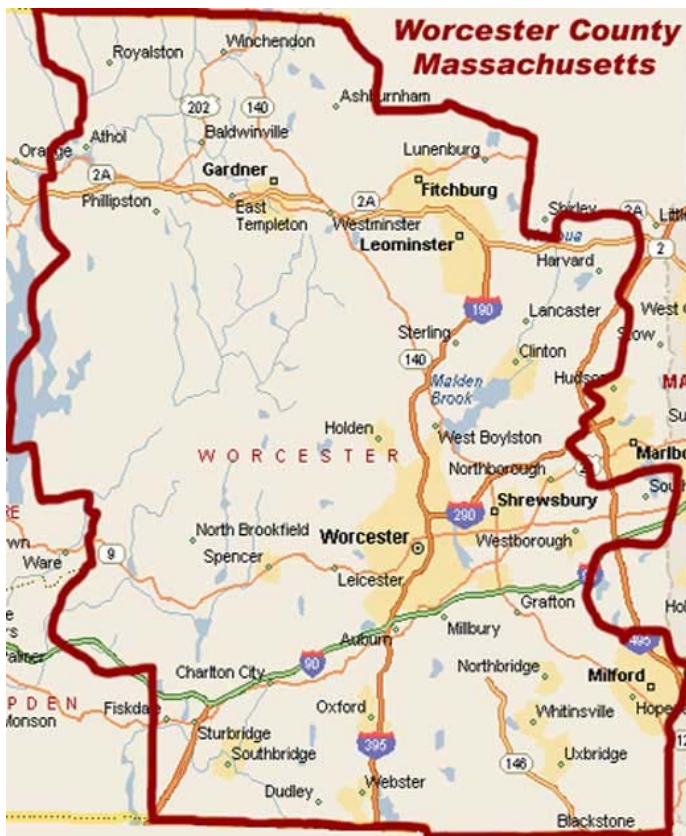 Worcester County
Massachusetts
Royalston
Winchendon
202
140
Ashburnham
Athol
Baldwinville
Orange
Lunenburg
2A
Gardner
Fitchburg
2A
Phillipston
East
Templeton
Westminster
Shirley
2A
Leominster
2
Harvard
190
Lancaster
Stow
Sterling
140
Clinton
Malden
Brook
Hudson
Holden
West Boylston
WORCESTER
Northborough
Shrewsbury
290
North Brookfield
Worcester
Westborough
9
Ware
Spencer
Leicester
Grafton
Auburn
Millbury
495
90
Charlton City
Northbridge
Milford
Monson
Fiskdale
Oxford
Whitinsville
Sturbridge
395
Southbridge
146
Uxbridge
Dudley
Webster
Blackstone